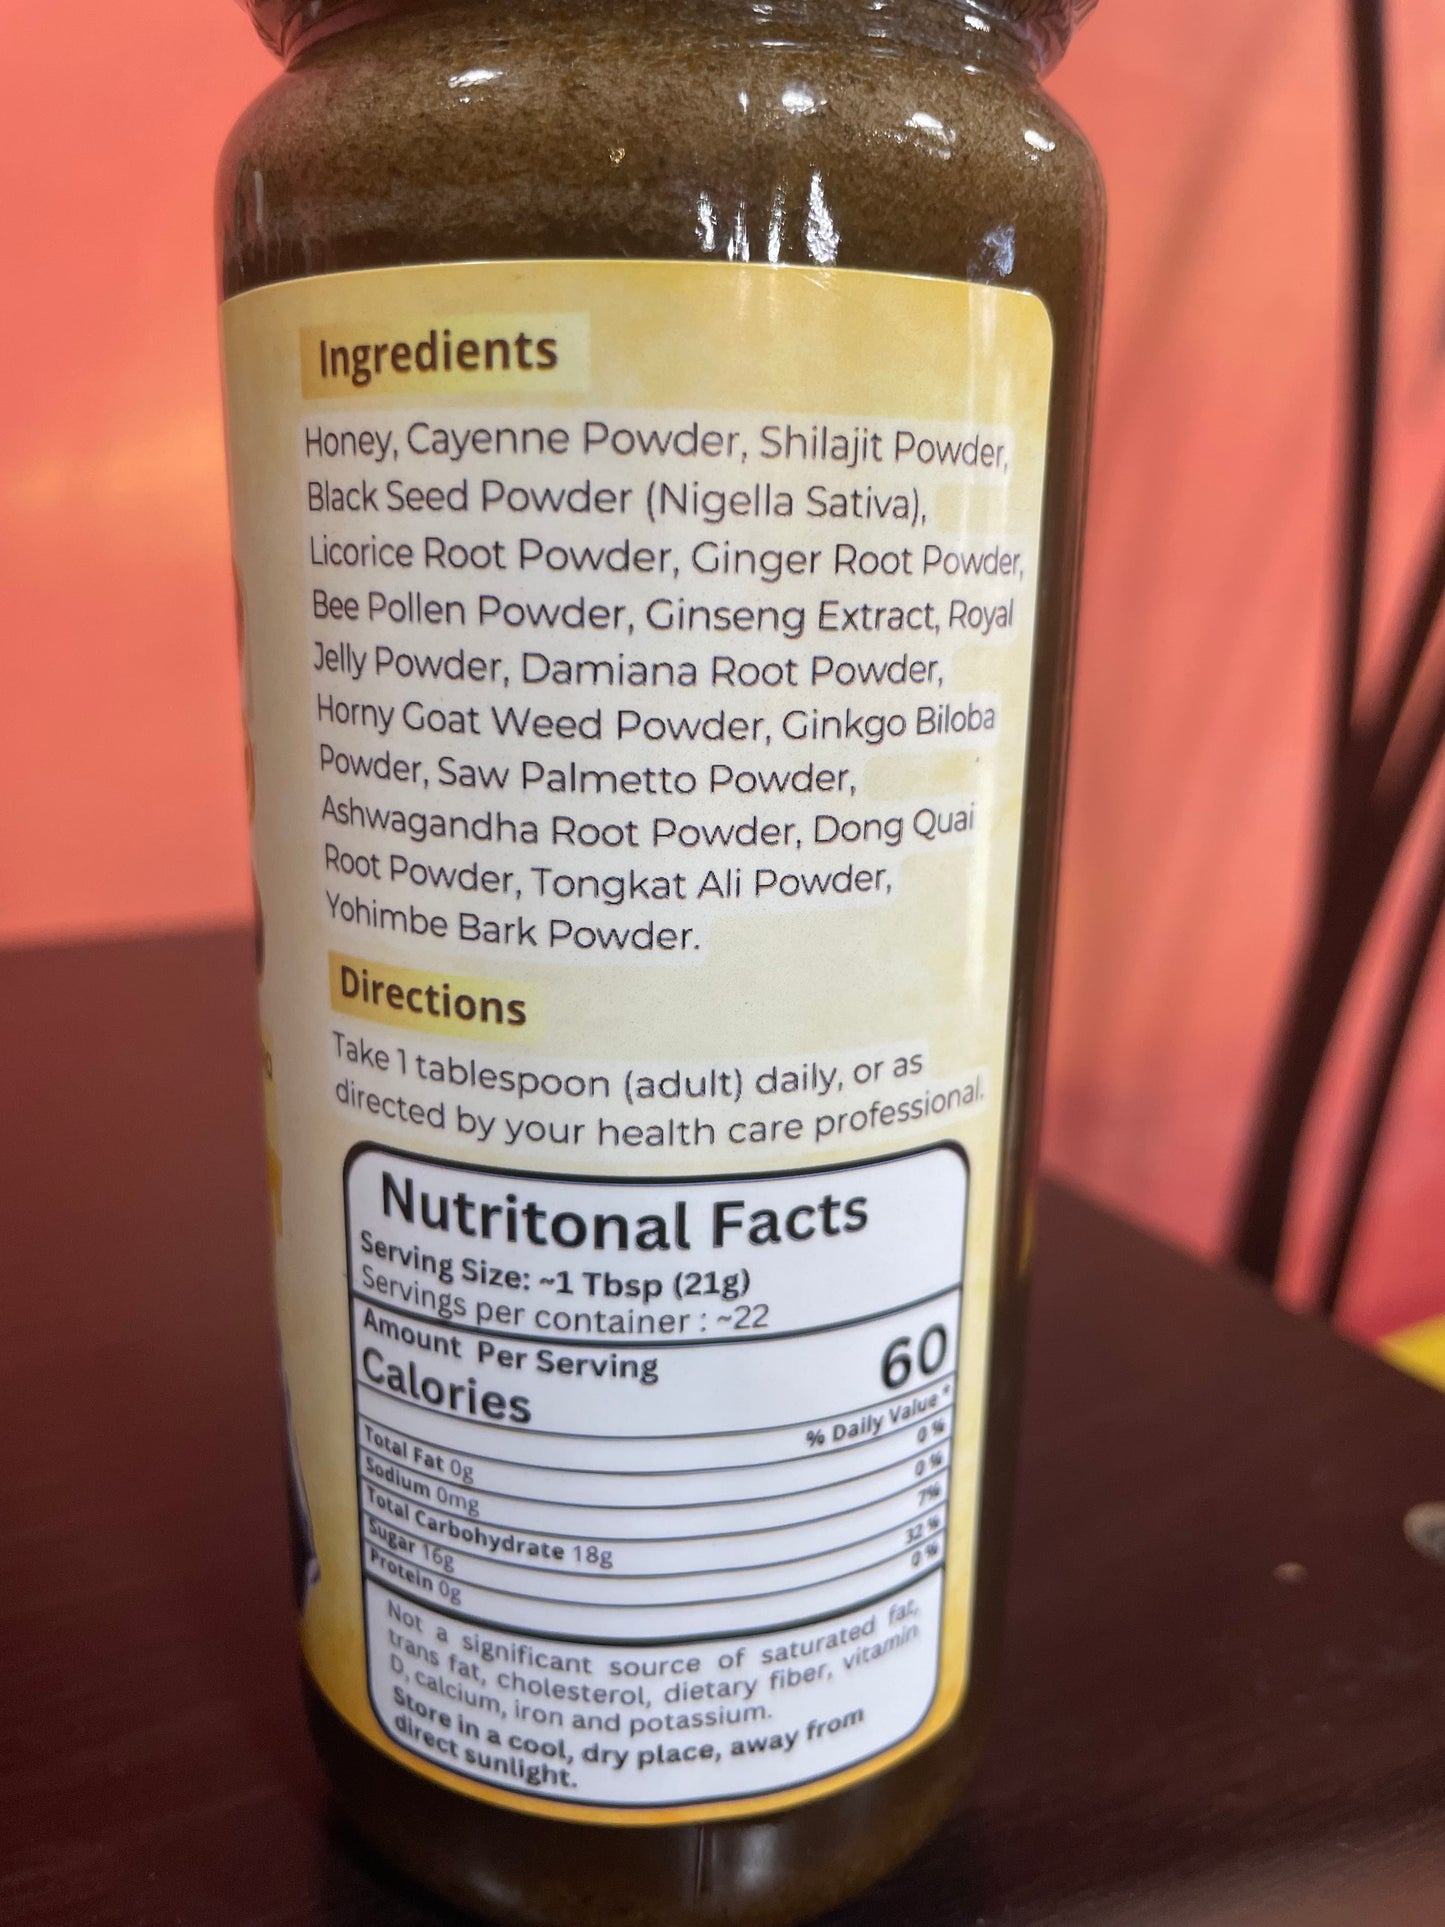 Ingredients
Honey, Cayenne Powder, Shilajit Powder,
Black Seed Powder (Nigella Sativa),
Licorice Root Powder, Ginger Root Powder,
Bee Pollen Powder, Ginseng Extract, Royal
Jelly Powder, Damiana Root Powder,
Horny Goat Weed Powder, Ginkgo Biloba
Powder, Saw Palmetto Powder,
Ashwagandha Root Powder, Dong Quai
Root Powder, Tongkat Ali Powder,
Yohimbe Bark Powder.
Directions
Take 1 tablespoon (adult) daily, or as
directed by your health care professional.
Nutritonal Facts
Serving Size: ~1 Tbsp (21g)
Servings per container : ~22
Amount Per Serving
Calories 60
% Daily Value *
Total Fat 0g 0 %
Sodium 0mg 0 %
Total Carbohydrate 18g 7%
Sugar 16g 32 %
Protein 0g 0 %
Not a significant source of saturated fat,
trans fat, cholesterol, dietary fiber, vitamin
D, calcium, iron and potassium.
Store in a cool, dry place, away from
direct sunlight.